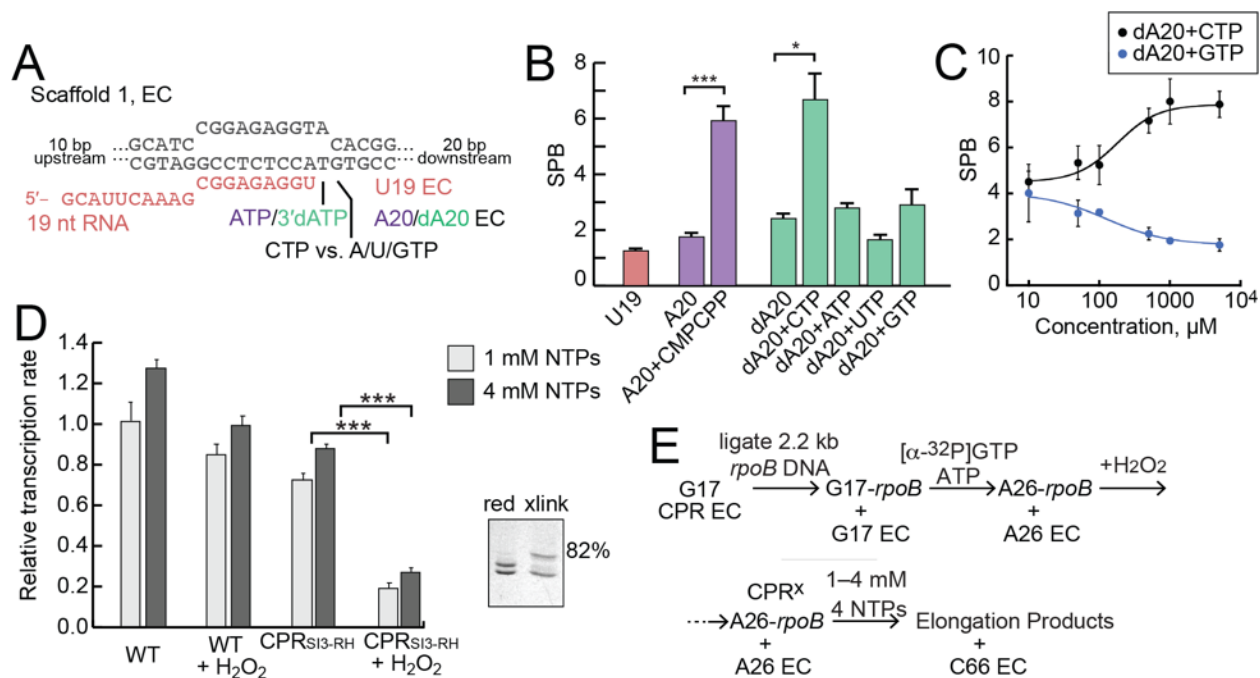 A
Scaffold 1, EC
CGGAGAGGTA
10 bp GCATC CACGG 20 bp
upstream CGTAGGCCTCTCCATGTGCC downstream
CGGAGAGGU U19 EC
5′– GCAUUCAAAG
19 nt RNA
ATP/3′dATP A20/dA20 EC
CTP vs. A/U/GTP
B
SPB
8
6
4
2
0
***
*
U19
A20
A20+CMPCPP
dA20
dA20+CTP
dA20+ATP
dA20+UTP
dA20+GTP
C
dA20+CTP
dA20+GTP
SPB
10
8
6
4
2
0
10 100 1000 10⁴
Concentration, µM
D
Relative transcription rate
1.4
1.2
1.0
0.8
0.6
0.4
0.2
0.0
1 mM NTPs
4 mM NTPs
***
***
WT
WT
+ H₂O₂
CPRSI3-RH
CPRSI3-RH
+ H₂O₂
red xlink
82%
E
G17
CPR EC
ligate 2.2 kb
rpoB DNA
G17-rpoB
+
G17 EC
[α-³²P]GTP
ATP
A26-rpoB
+
A26 EC
+H₂O₂
CPRˣ
A26-rpoB
+
A26 EC
1–4 mM
4 NTPs
Elongation Products
+
C66 EC